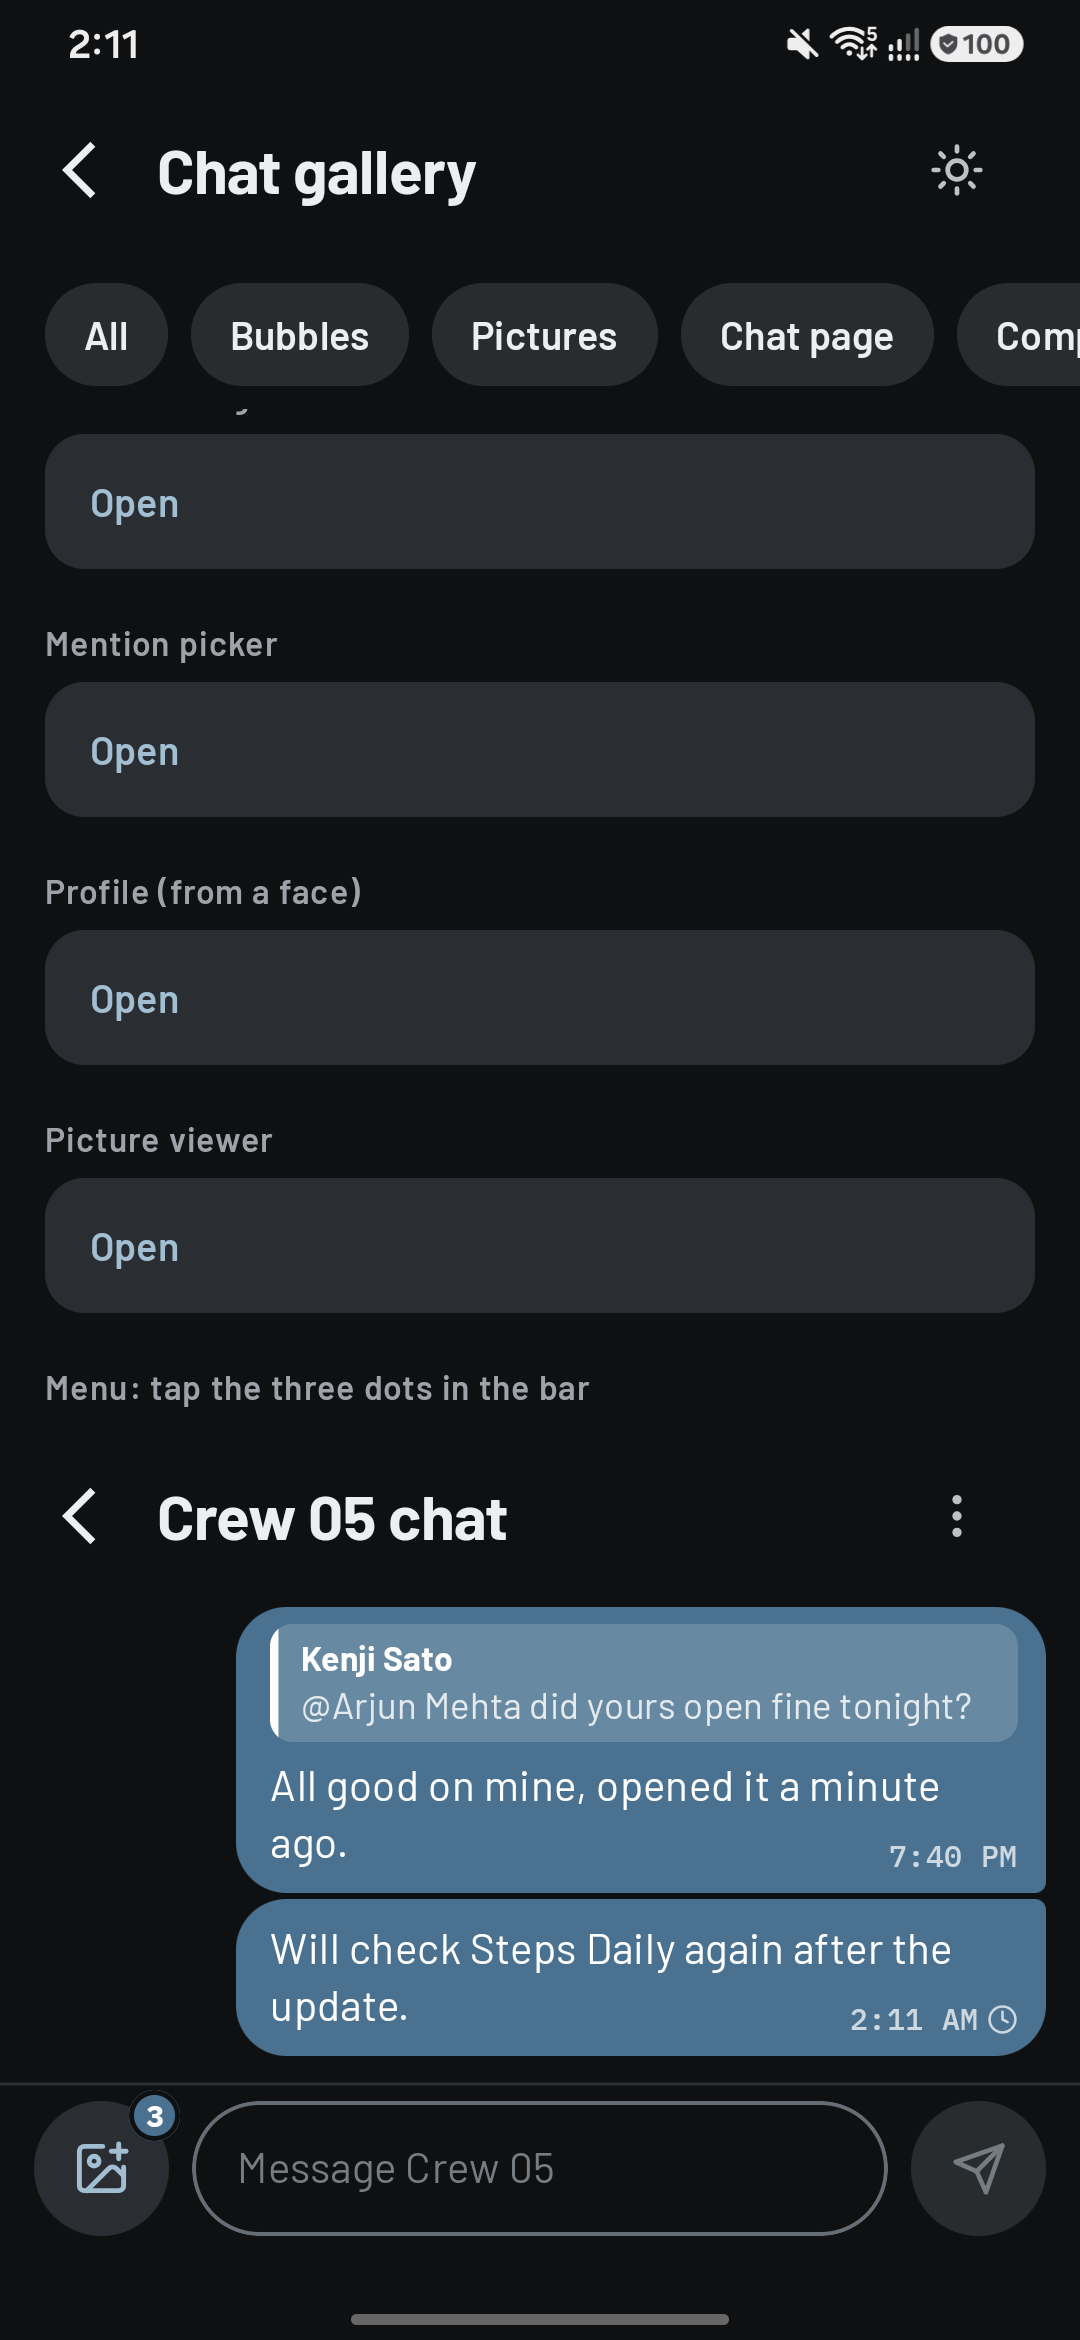 2:11
5
100
Chat gallery
All
Bubbles
Pictures
Chat page
Open
Mention picker
Open
Profile (from a face)
Open
Picture viewer
Open
Menu: tap the three dots in the bar
Crew 05 chat
Kenji Sato
@Arjun Mehta did yours open fine tonight?
All good on mine, opened it a minute
ago.
7:40 PM
Will check Steps Daily again after the
update.
2:11 AM
3
Message Crew 05